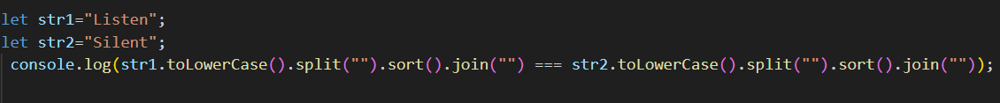 let str1="Listen";
let str2="Silent";
console.log(str1.toLowerCase().split("").sort().join("") === str2.toLowerCase().split("").sort().join(""));